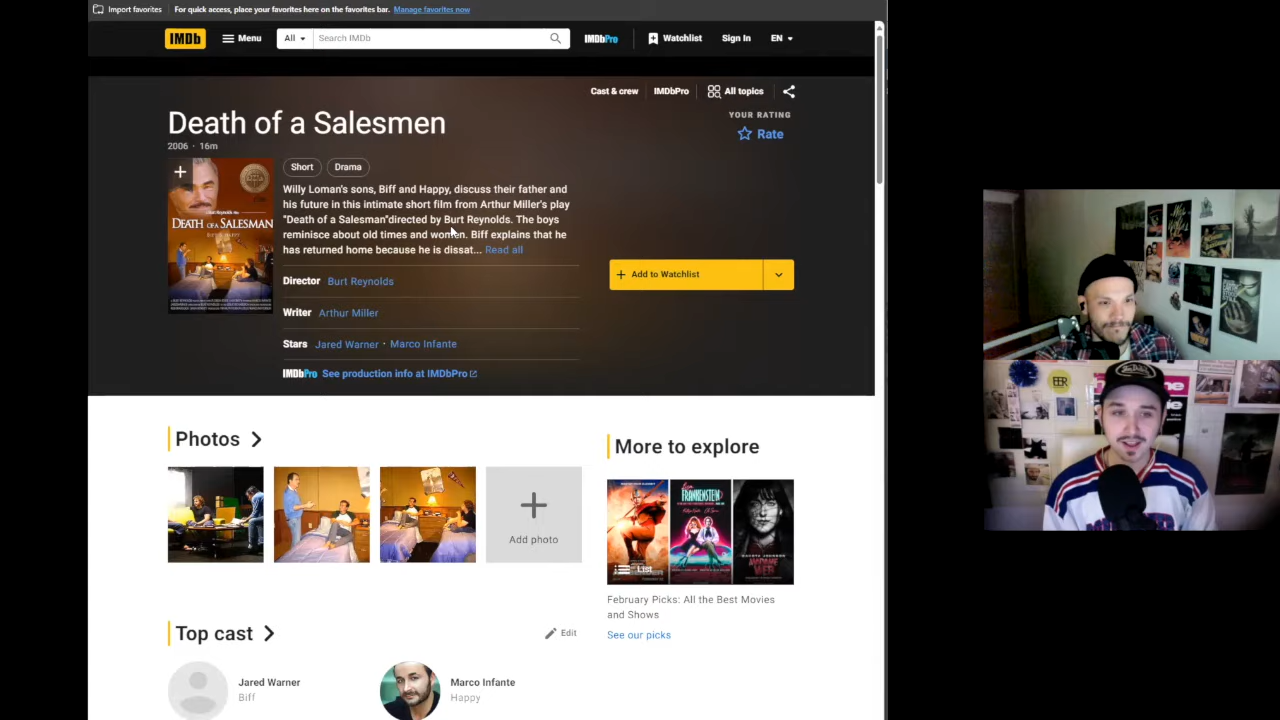 Import favorites
For quick access, place your favorites here on the favorites bar. Manage favorites now
IMDb
Menu
All
Search IMDb
IMDbPro
Watchlist
Sign In
EN
Cast & crew
IMDbPro
All topics
Death of a Salesmen
2006 · 16m
YOUR RATING
Rate
DEATH OF A SALESMAN
Short
Drama
Willy Loman's sons, Biff and Happy, discuss their father and
his future in this intimate short film from Arthur Miller's play
"Death of a Salesman"directed by Burt Reynolds. The boys
reminisce about old times and women. Biff explains that he
has returned home because he is dissat... Read all
Add to Watchlist
Director Burt Reynolds
Writer Arthur Miller
Stars Jared Warner · Marco Infante
IMDbPro See production info at IMDbPro
Photos
Add photo
More to explore
FRANKENSTEIN
List
February Picks: All the Best Movies
and Shows
See our picks
Top cast
Edit
Jared Warner
Biff
Marco Infante
Happy